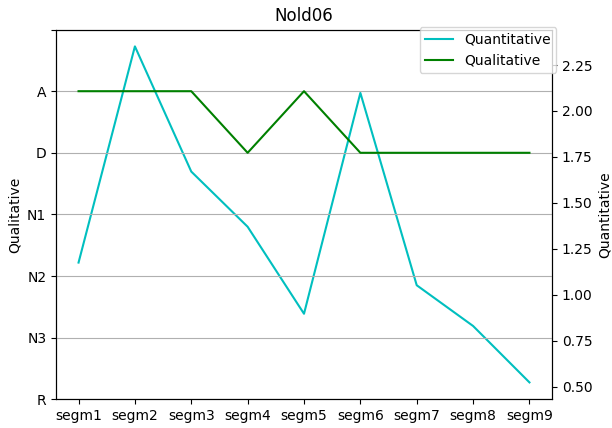 Nold06
Quantitative
Qualitative
A
D
N1
N2
N3
R
Qualitative
2.25
2.00
1.75
1.50
1.25
1.00
0.75
0.50
Quantitative
segm1 segm2 segm3 segm4 segm5 segm6 segm7 segm8 segm9